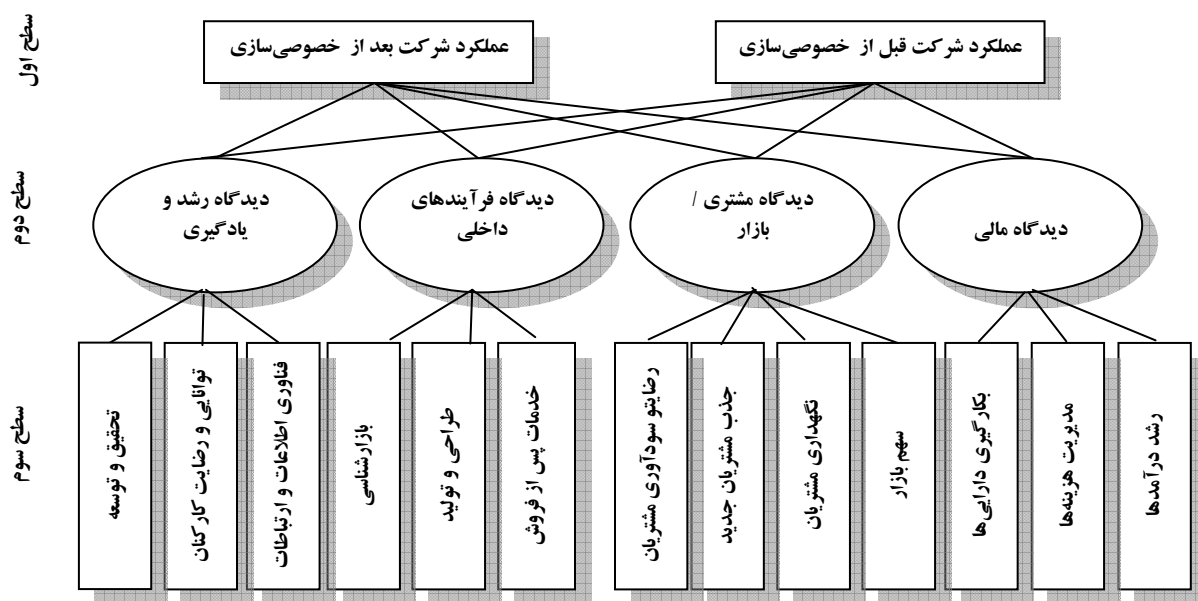 سطح اول
عملکرد شرکت قبل از خصوصی‌سازی
عملکرد شرکت بعد از خصوصی‌سازی
سطح دوم
دیدگاه مالی
دیدگاه مشتری /
بازار
دیدگاه فرآیندهای
داخلی
دیدگاه رشد و
یادگیری
سطح سوم
رشد درآمدها
مدیریت هزینه‌ها
بکارگیری دارایی‌ها
سهم بازار
نگهداری مشتریان
جذب مشتریان جدید
رضایتو سودآوری مشتریان
خدمات پس از فروش
طراحی و تولید
بازارشناسی
فناوری اطلاعات و ارتباطات
توانایی و رضایت کارکنان
تحقیق و توسعه